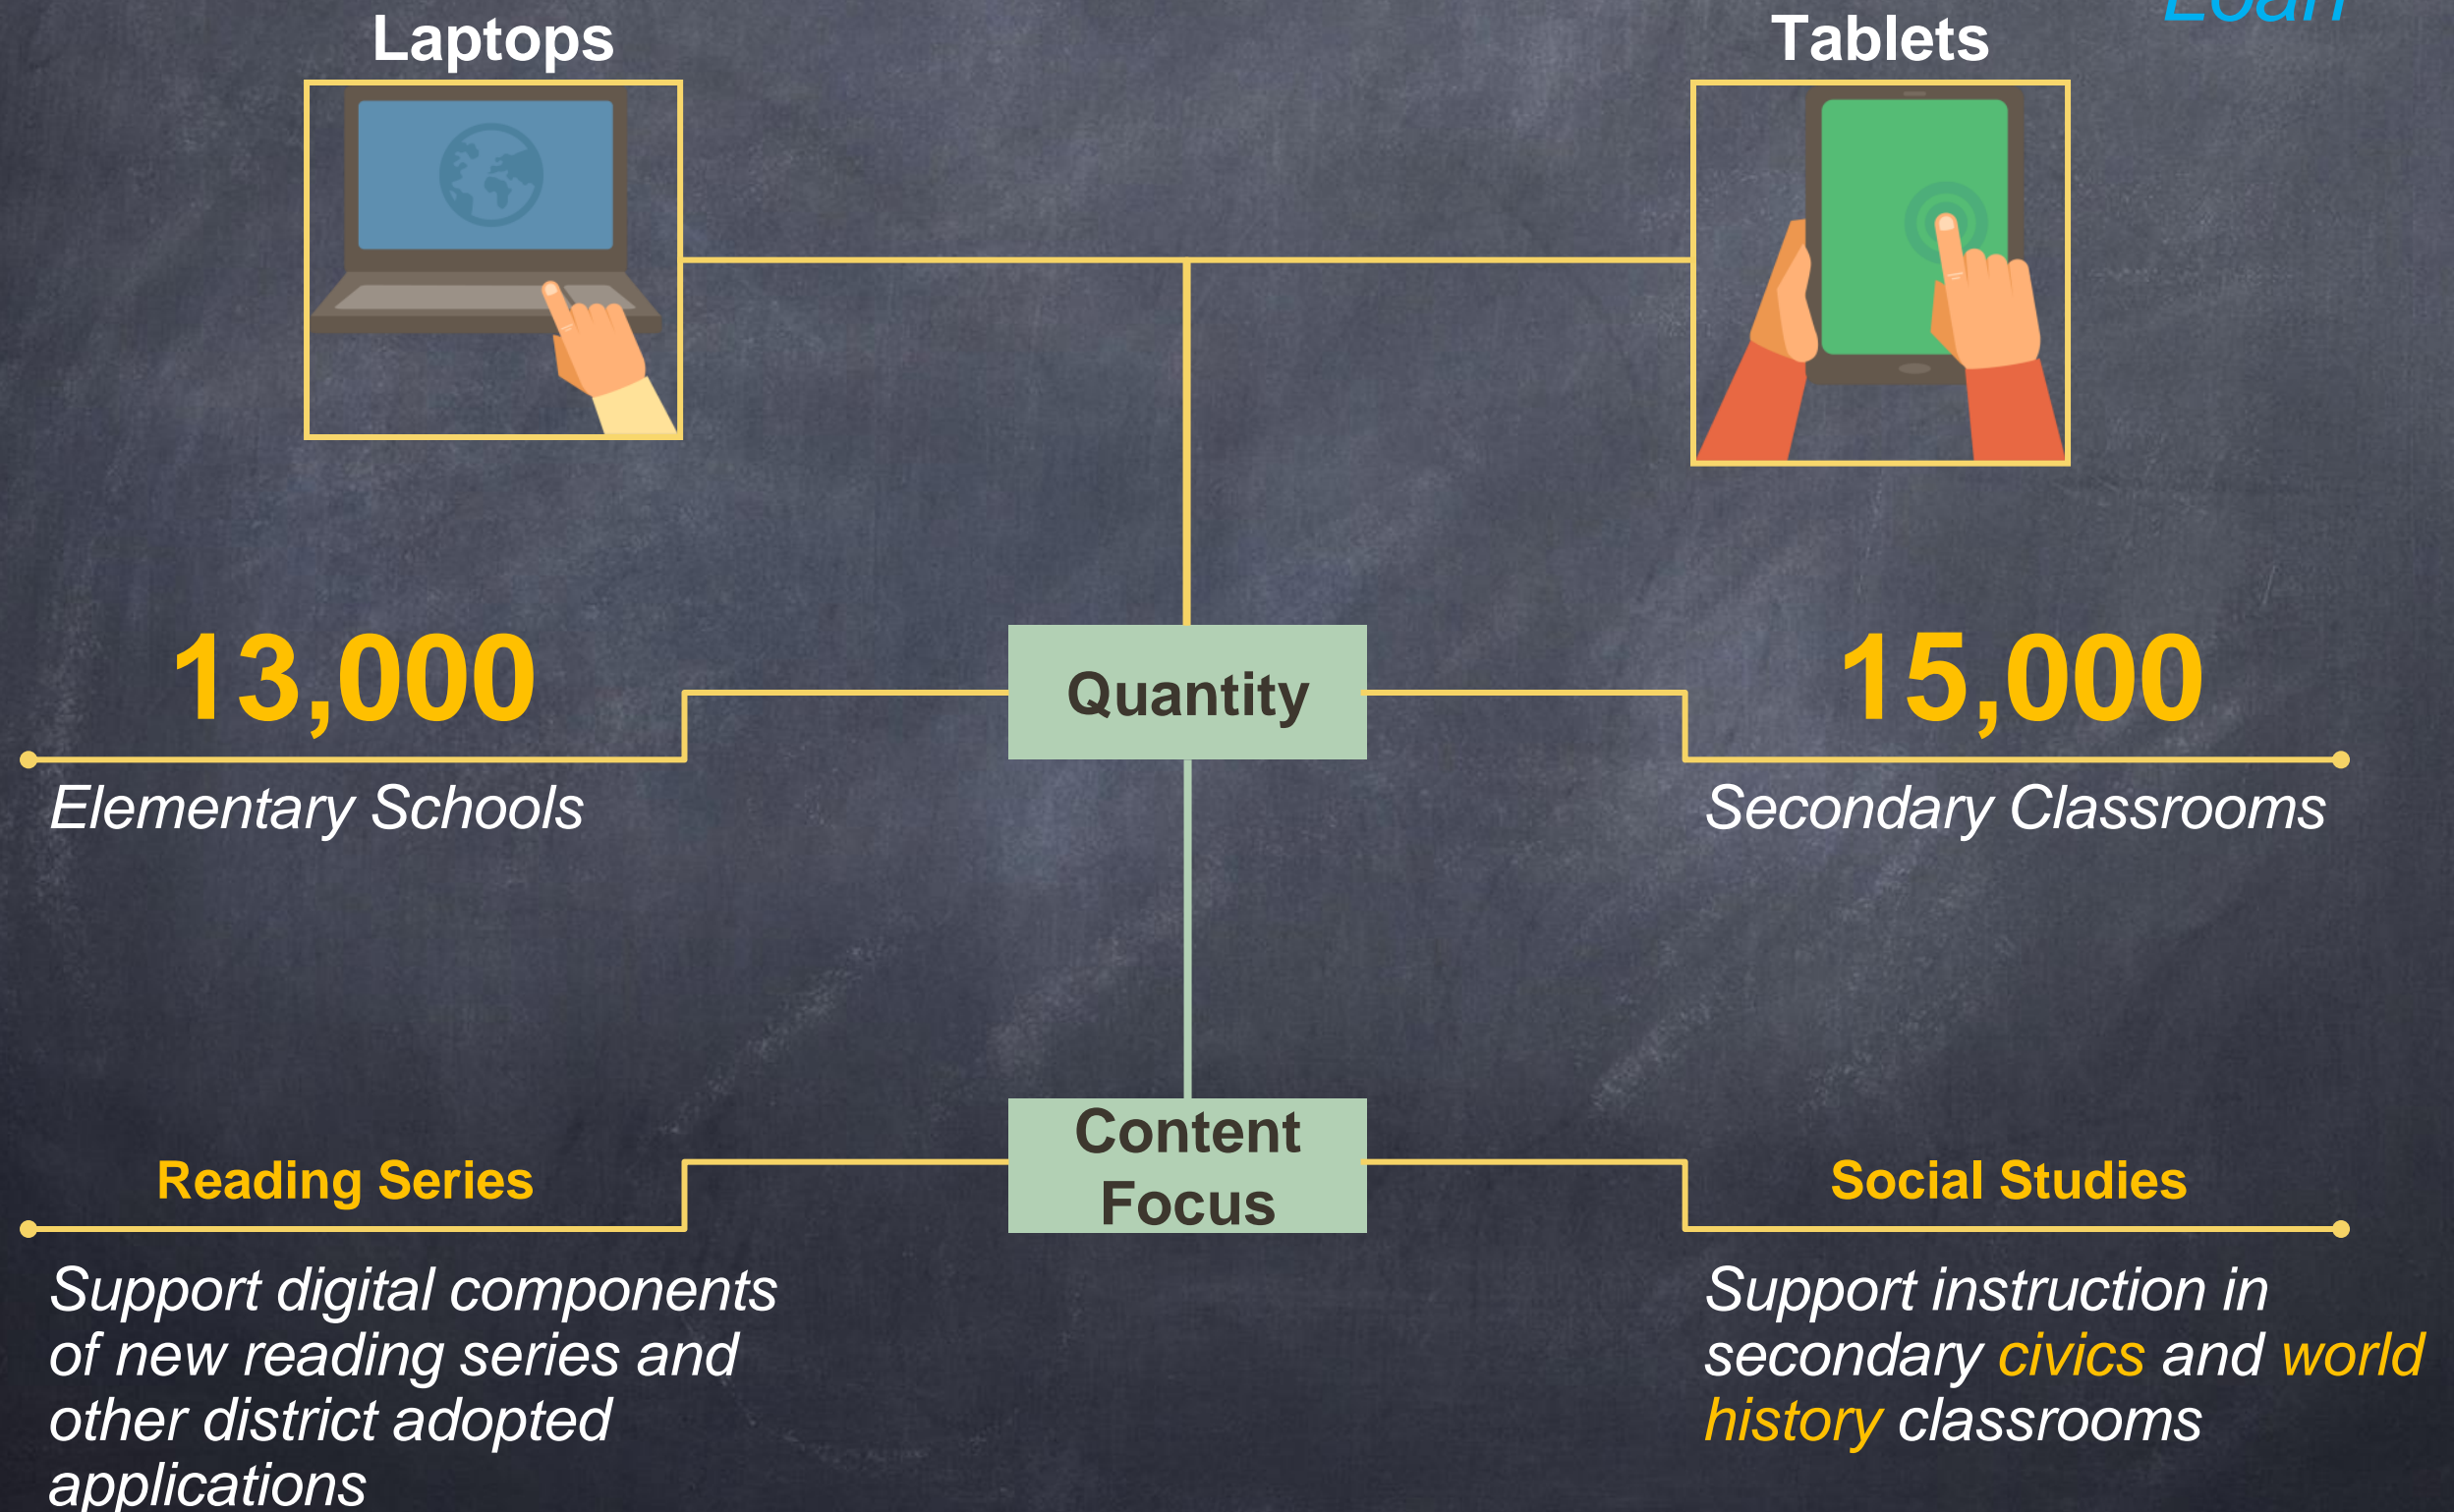 Loan
Laptops
Tablets
13,000
Quantity
15,000
Elementary Schools
Secondary Classrooms
Content
Focus
Reading Series
Social Studies
Support digital components
of new reading series and
other district adopted
applications
Support instruction in
secondary civics and world
history classrooms